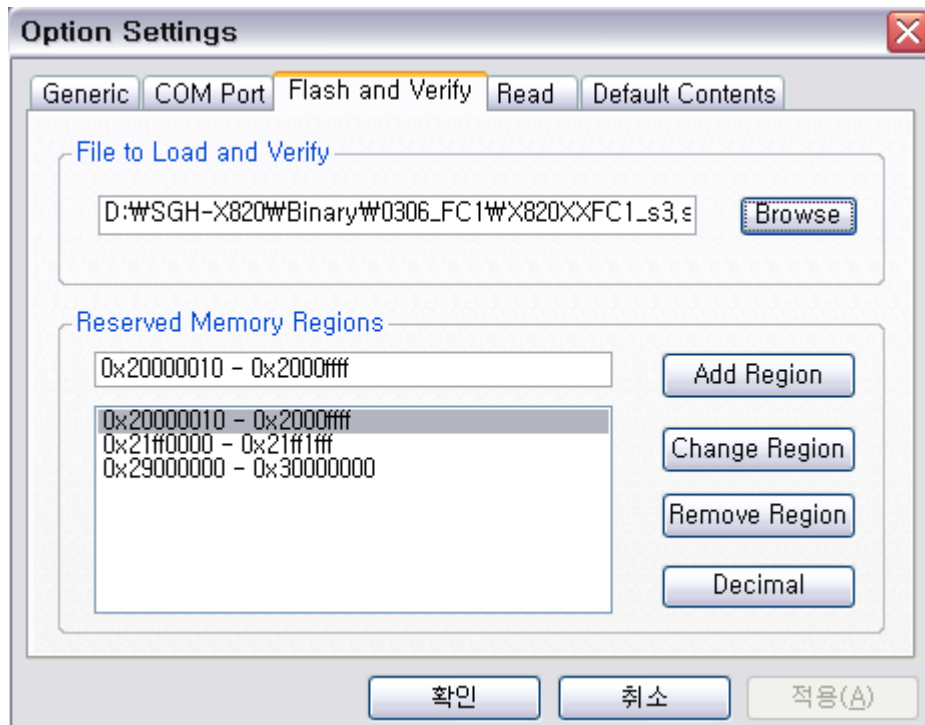 Option Settings
Generic COM Port Flash and Verify Read Default Contents
File to Load and Verify
D:₩SGH-X820₩Binary₩0306_FC1₩X820XXFC1_s3,s
Browse
Reserved Memory Regions
0x20000010 - 0x2000ffff
Add Region
0x20000010 - 0x2000ffff
0x21ff0000 - 0x21ff1fff
0x29000000 - 0x30000000
Change Region
Remove Region
Decimal
확인 취소 적용(A)